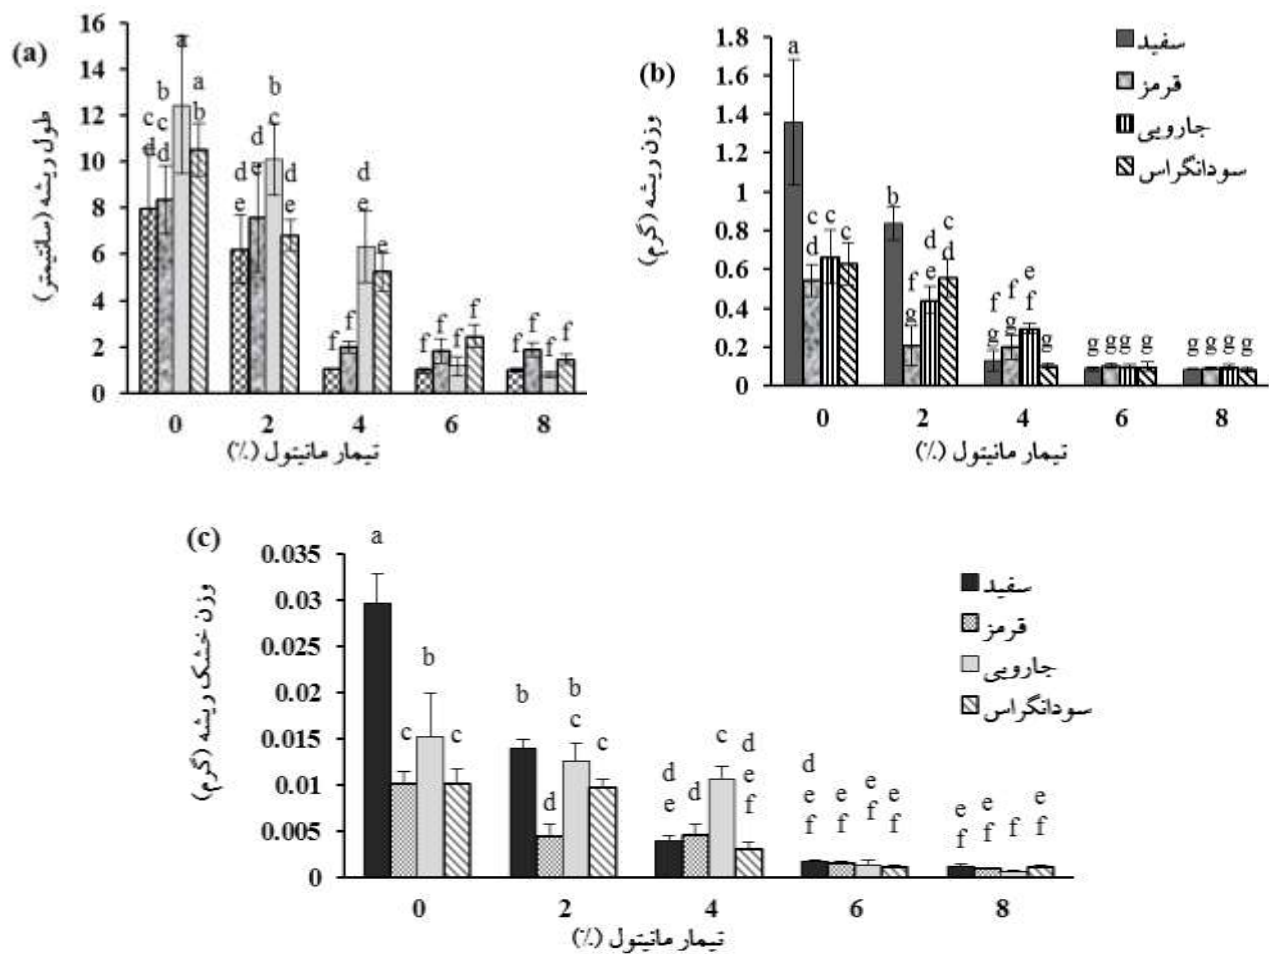 (a)
طول ریشه (سانتیمتر)
16
14
12
10
8
6
4
2
0
c
d
b
c
d
a
a
b
d
e
d
e
b
c
d
e
f
f
d
e
e
f
f
f
f
f
f
f
f
0 2 4 6 8
تیمار مانیتول (٪)
(b)
وزن ریشه (گرم)
1.8
1.6
1.4
1.2
1
0.8
0.6
0.4
0.2
0
a
c
d
c
c
b
f
g
d
e
c
d
f
g
f
g
e
f
g
g g g g
g g g g
0 2 4 6 8
تیمار مانیتول (٪)
سفید
قرمز
جارویی
سودانگراس
(c)
وزن خشک ریشه (گرم)
0.035
0.03
0.025
0.02
0.015
0.01
0.005
0
a
c
b
c
b
d
b
c
c
d
e
d
c
d
e
f
d
e
f
e
f
e
f
e
f
e
f
e
f
f
e
f
0 2 4 6 8
تیمار مانیتول (٪)
سفید
قرمز
جارویی
سودانگراس